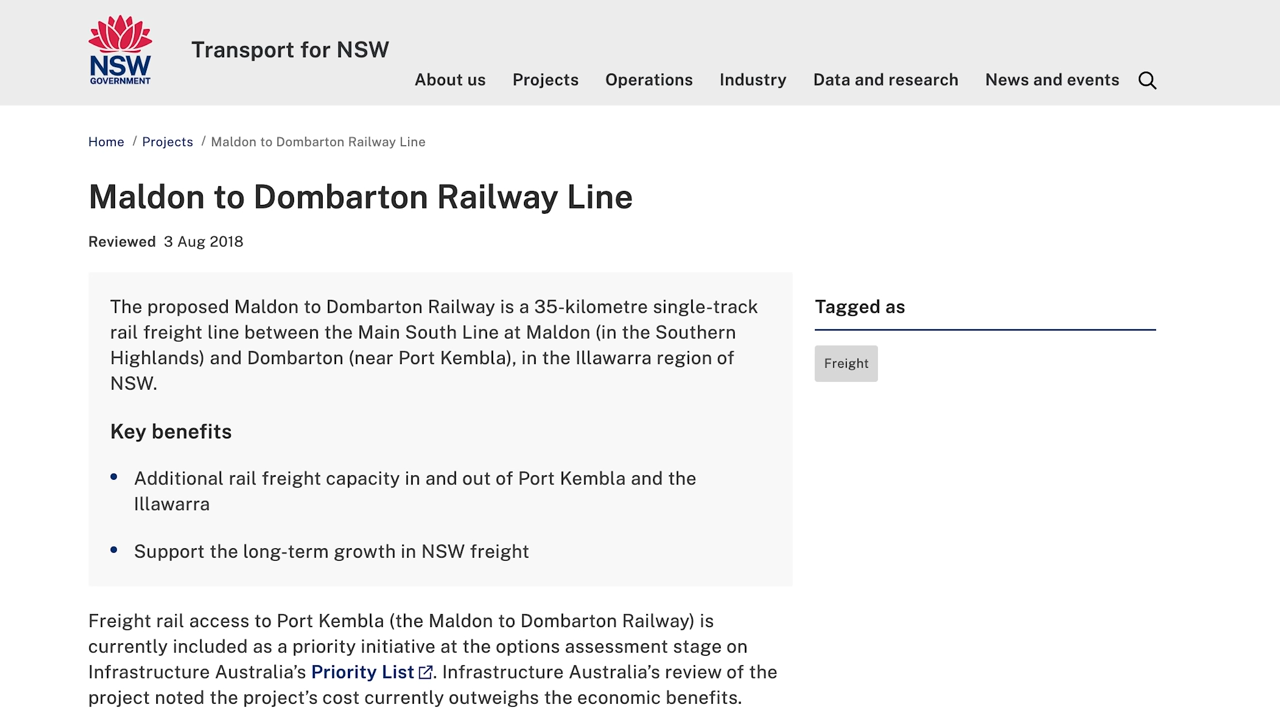 NSW
GOVERNMENT
Transport for NSW
About us Projects Operations Industry Data and research News and events
Home / Projects / Maldon to Dombarton Railway Line
Maldon to Dombarton Railway Line
Reviewed 3 Aug 2018
The proposed Maldon to Dombarton Railway is a 35-kilometre single-track
rail freight line between the Main South Line at Maldon (in the Southern
Highlands) and Dombarton (near Port Kembla), in the Illawarra region of
NSW.
Key benefits
• Additional rail freight capacity in and out of Port Kembla and the
Illawarra
• Support the long-term growth in NSW freight
Tagged as
Freight
Freight rail access to Port Kembla (the Maldon to Dombarton Railway) is
currently included as a priority initiative at the options assessment stage on
Infrastructure Australia’s Priority List. Infrastructure Australia’s review of the
project noted the project’s cost currently outweighs the economic benefits.